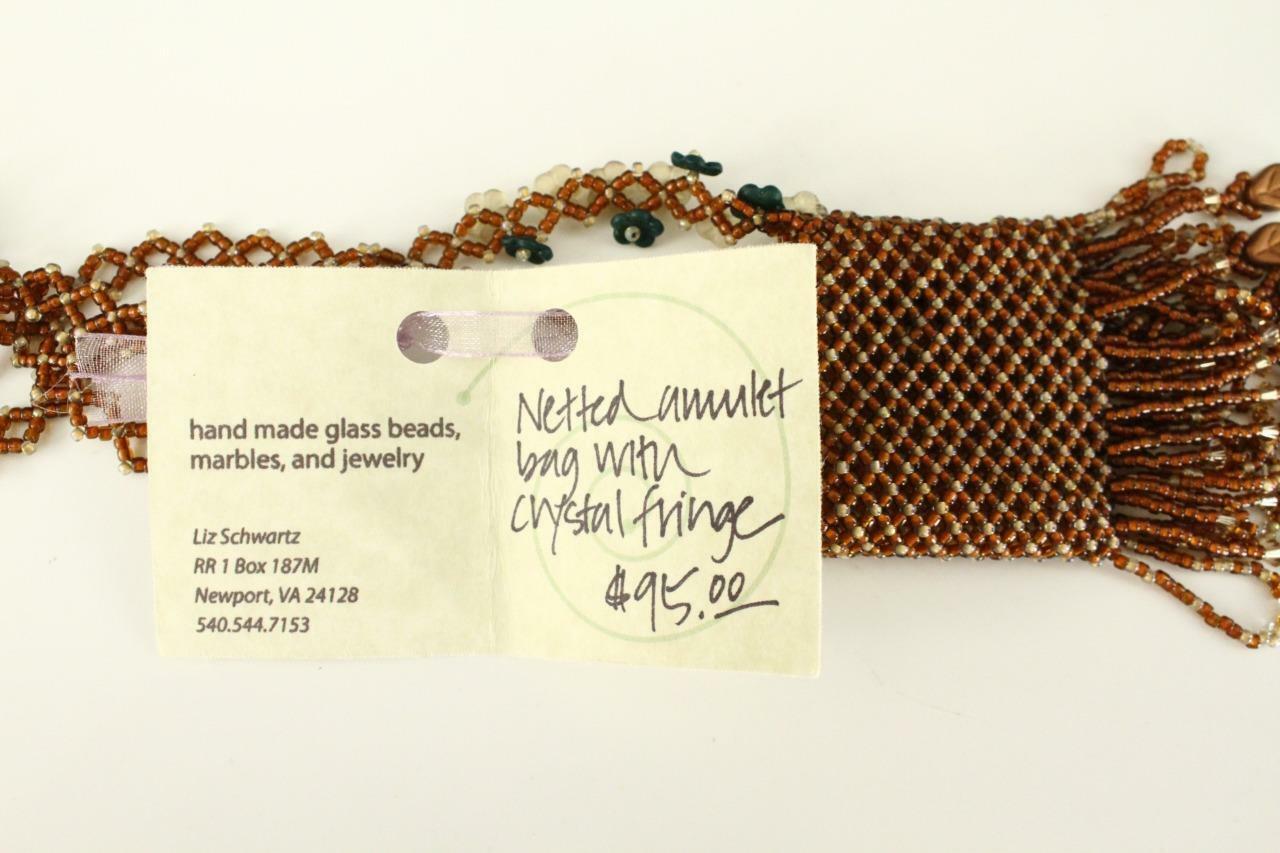 hand made glass beads,
marbles, and jewelry
Liz Schwartz
RR 1 Box 187M
Newport, VA 24128
540.544.7153
Netted amulet
bag with
crystal fringe
$95.00